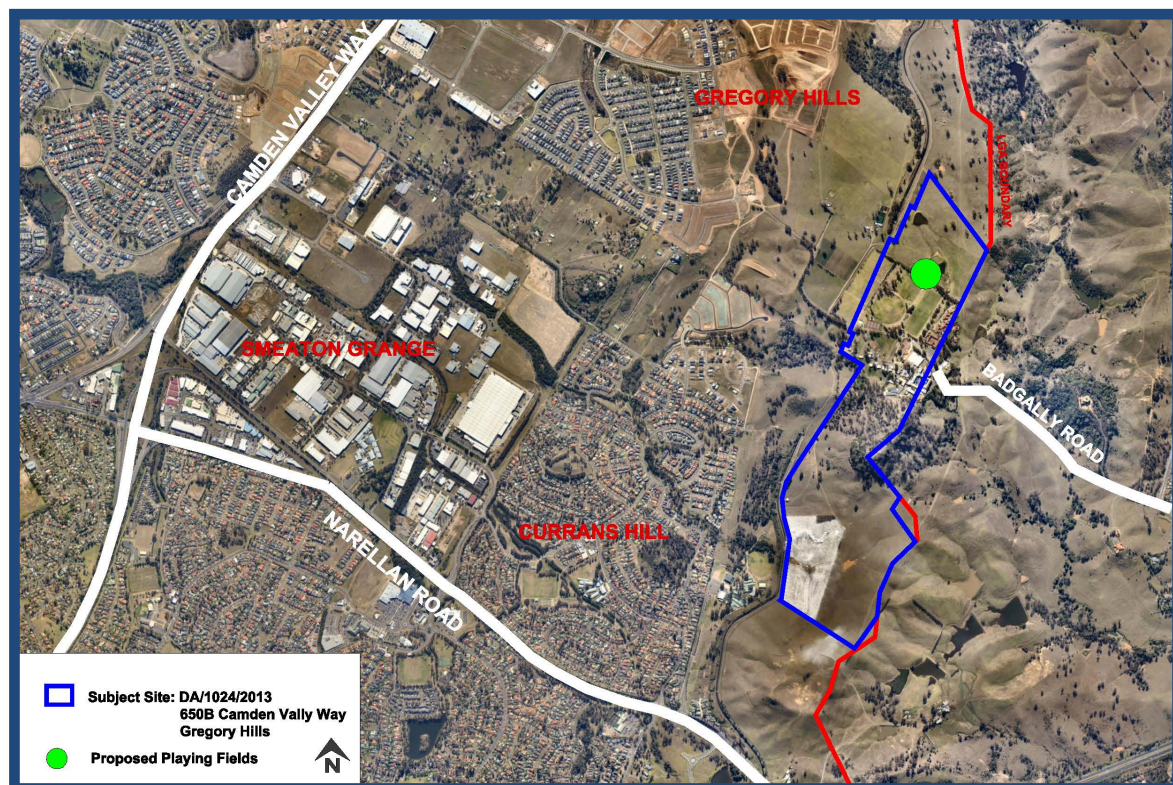 CAMDEN VALLEY WAY
GREGORY HILLS
LGA BOUNDARY
SMEATON GRANGE
BADGALLY ROAD
CURRANS HILL
NARELLAN ROAD
Subject Site: DA/1024/2013
650B Camden Vally Way
Gregory Hills
Proposed Playing Fields
N